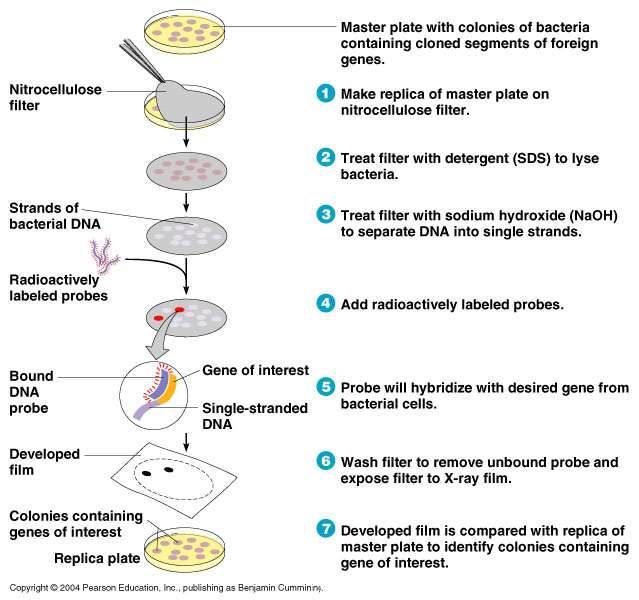 Master plate with colonies of bacteria
containing cloned segments of foreign
genes.
Nitrocellulose
filter
1 Make replica of master plate on
nitrocellulose filter.
2 Treat filter with detergent (SDS) to lyse
bacteria.
Strands of
bacterial DNA
3 Treat filter with sodium hydroxide (NaOH)
to separate DNA into single strands.
Radioactively
labeled probes
4 Add radioactively labeled probes.
Bound
DNA
probe
Gene of interest
Single-stranded
DNA
5 Probe will hybridize with desired gene from
bacterial cells.
Developed
film
6 Wash filter to remove unbound probe and
expose filter to X-ray film.
Colonies containing
genes of interest
Replica plate
7 Developed film is compared with replica of
master plate to identify colonies containing
gene of interest.
Copyright © 2004 Pearson Education, Inc., publishing as Benjamin Cummining.